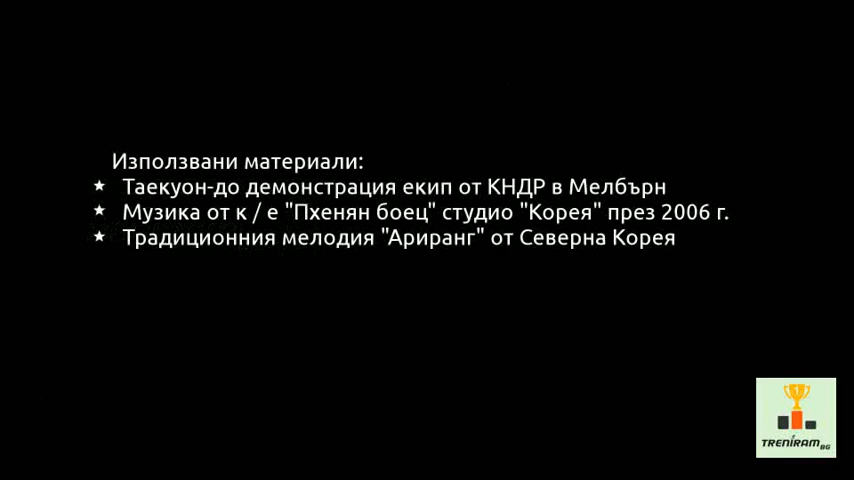 Използвани материали:
★ Таекуон-до демонстрация екип от КНДР в Мелбърн
★ Музика от к / е "Пхенян боец" студио "Корея" през 2006 г.
★ Традиционния мелодия "Ариранг" от Северна Корея
1
TRENIRAM BG